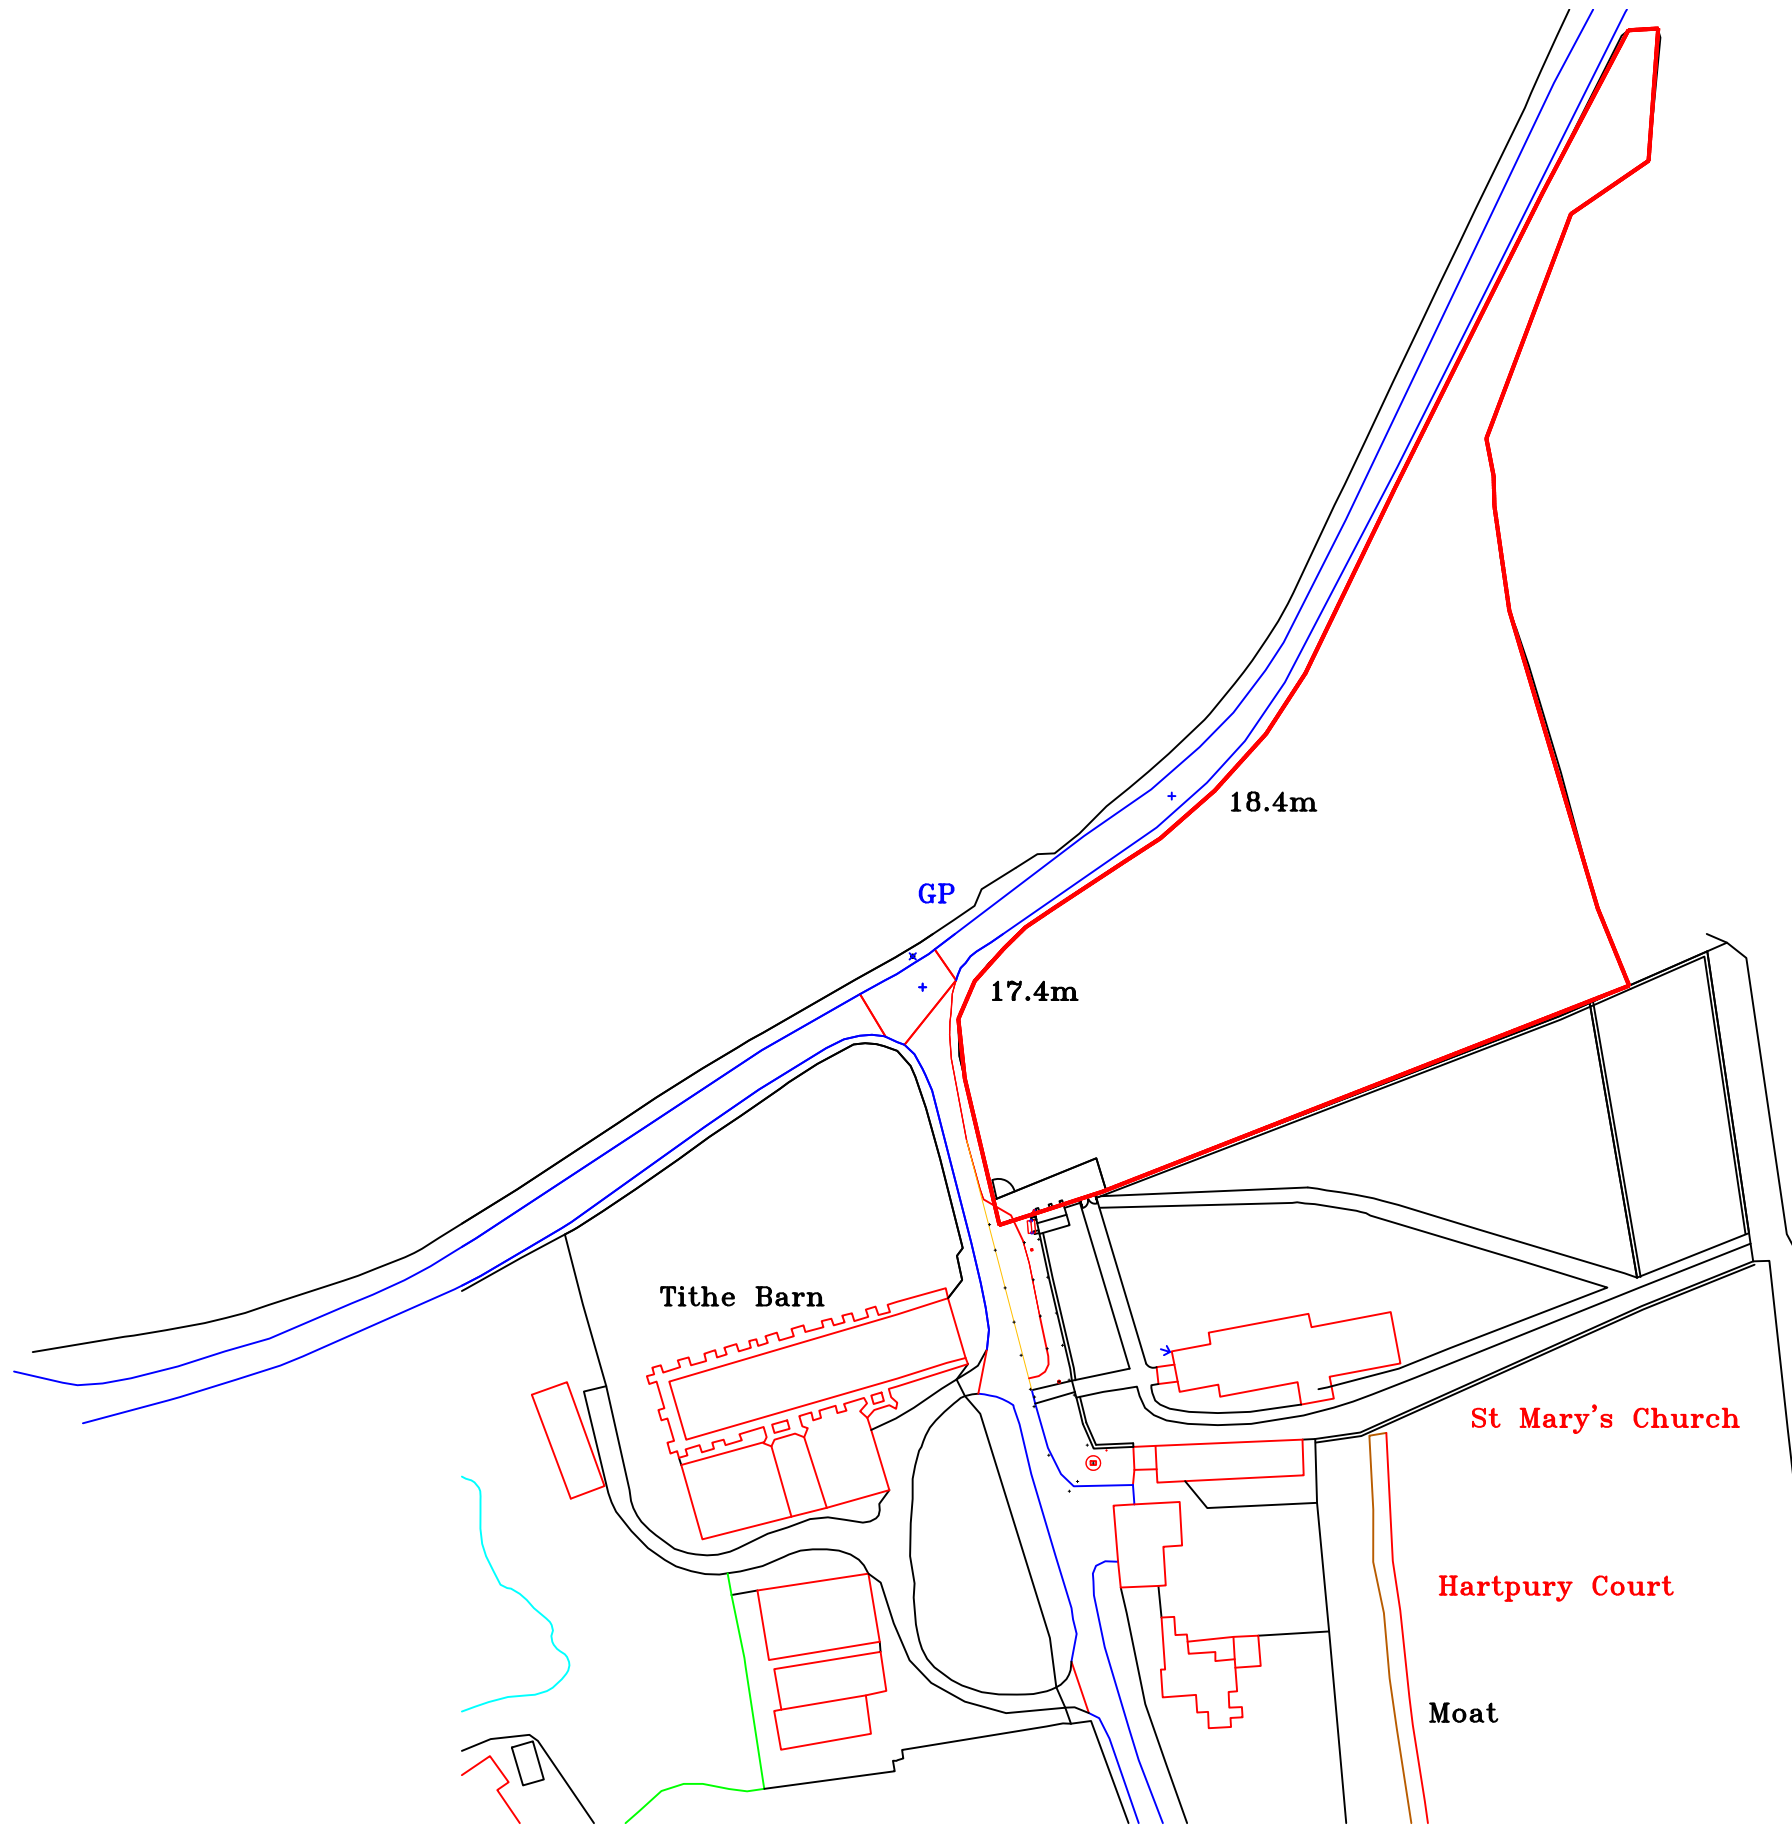 18.4m
GP
17.4m
Tithe Barn
St Mary's Church
Hartpury Court
Moat